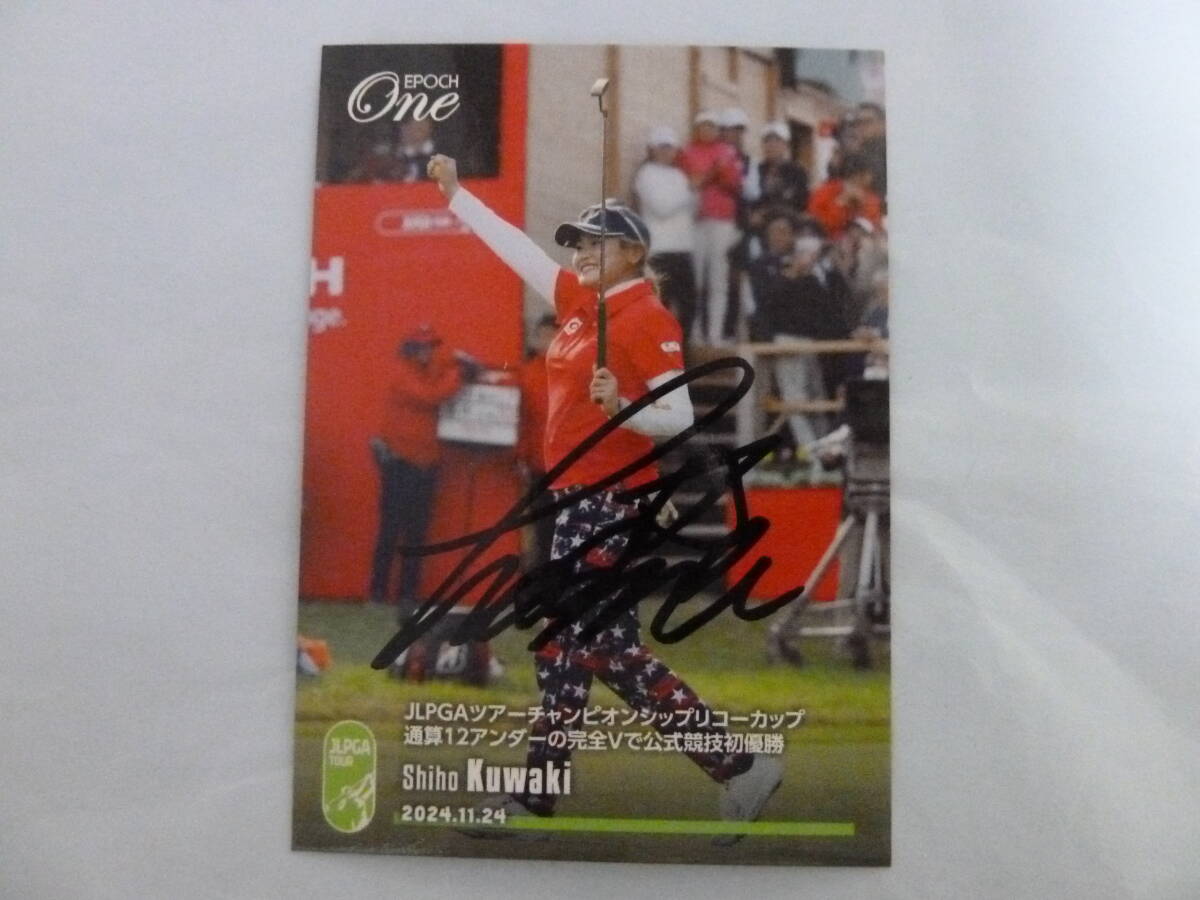 EPOCH
One
H
ge.
JLPGAツアーチャンピオンシップリコーカップ
通算12アンダーの完全Vで公式競技初優勝
JLPGA
TOUR
Shiho Kuwaki
2024.11.24